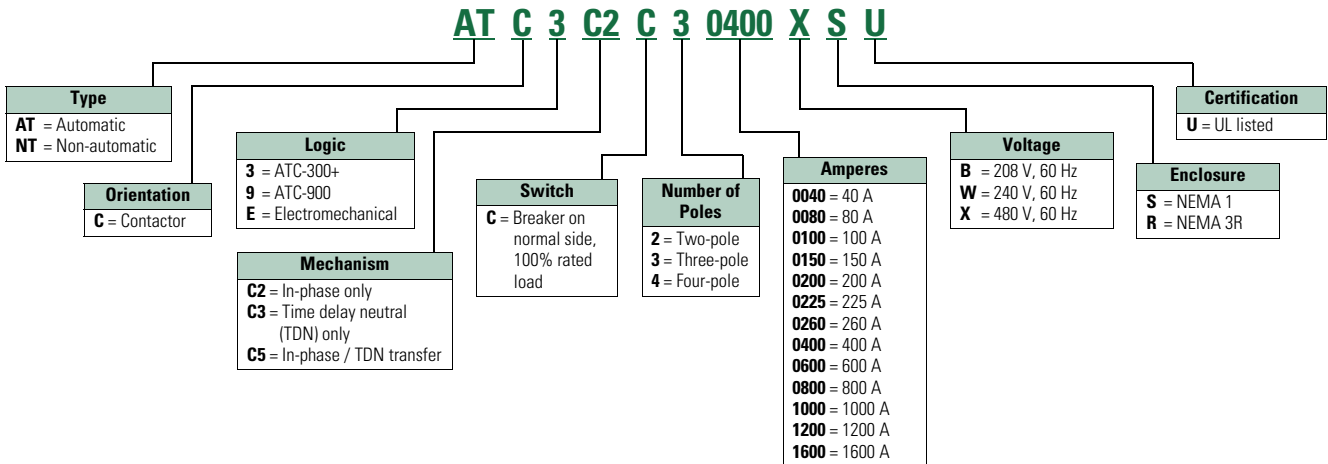 AT C 3 C2 C 3 0400 X S U
Type
AT = Automatic
NT = Non-automatic
Orientation
C = Contactor
Logic
3 = ATC-300+
9 = ATC-900
E = Electromechanical
Mechanism
C2 = In-phase only
C3 = Time delay neutral
(TDN) only
C5 = In-phase / TDN transfer
Switch
C = Breaker on
normal side,
100% rated
load
Number of
Poles
2 = Two-pole
3 = Three-pole
4 = Four-pole
Amperes
0040 = 40 A
0080 = 80 A
0100 = 100 A
0150 = 150 A
0200 = 200 A
0225 = 225 A
0260 = 260 A
0400 = 400 A
0600 = 600 A
0800 = 800 A
1000 = 1000 A
1200 = 1200 A
1600 = 1600 A
Voltage
B = 208 V, 60 Hz
W = 240 V, 60 Hz
X = 480 V, 60 Hz
Enclosure
S = NEMA 1
R = NEMA 3R
Certification
U = UL listed